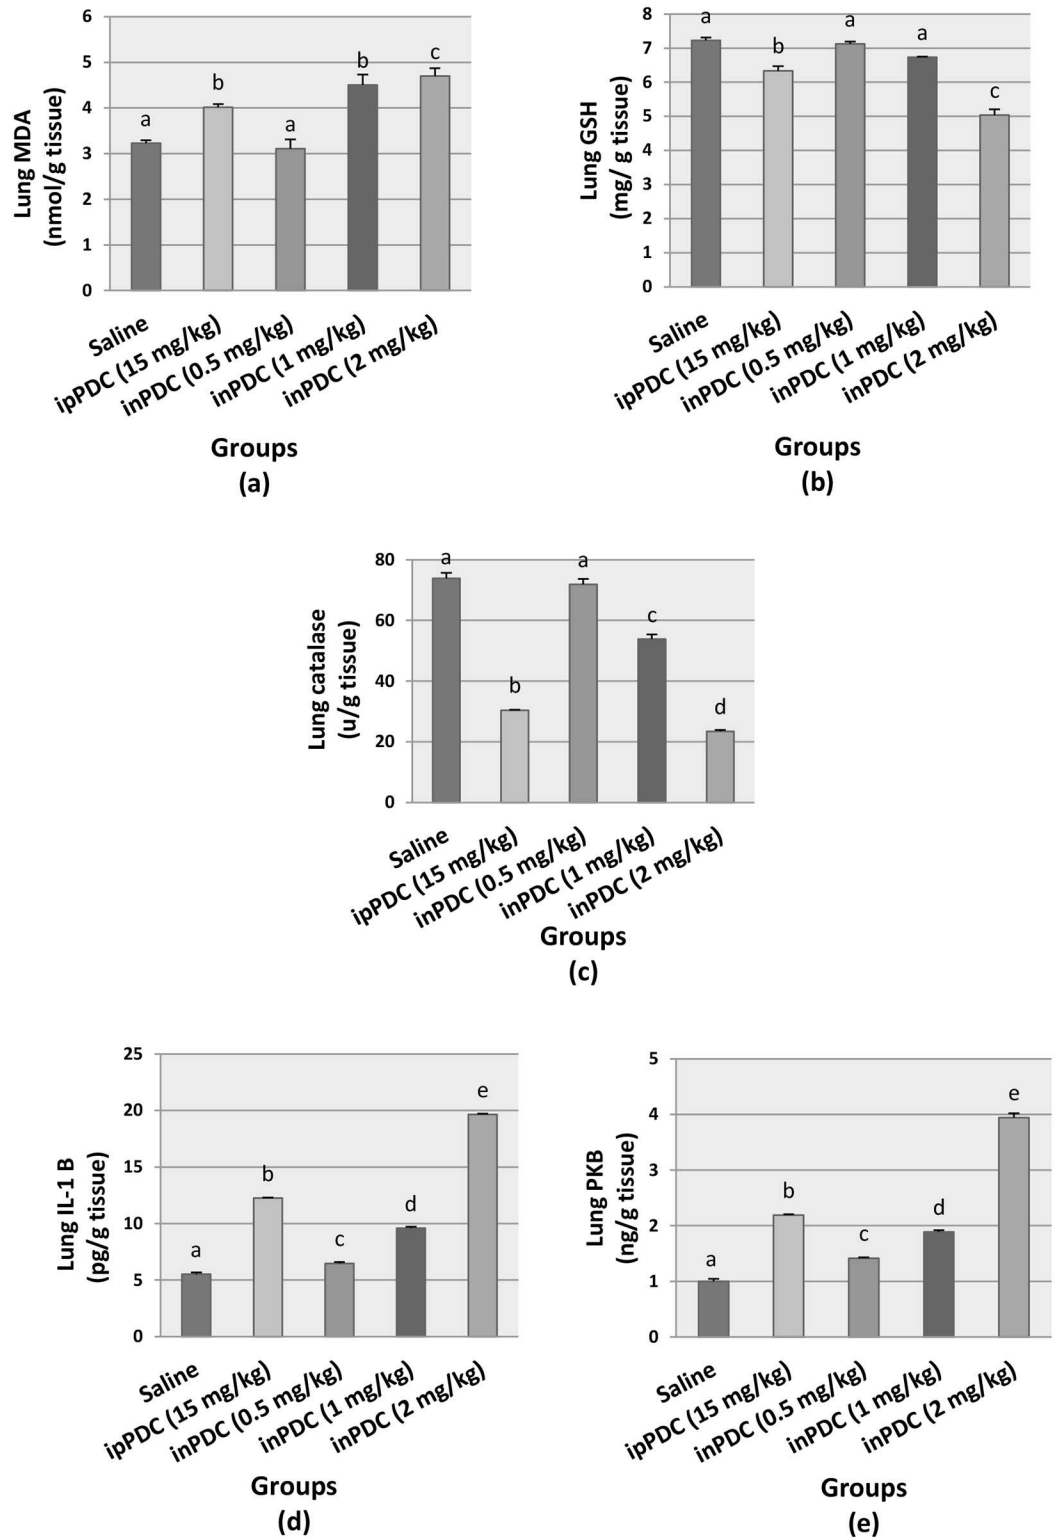 Lung MDA
(nmol/g tissue)
6
5
4
3
2
1
0
a
b
a
b
c
Saline
ipPDC (15 mg/kg)
inPDC (0.5 mg/kg)
inPDC (1 mg/kg)
inPDC (2 mg/kg)
Groups
(a)
Lung GSH
(mg/ g tissue)
8
7
6
5
4
3
2
1
0
a
b
a
a
c
Saline
ipPDC (15 mg/kg)
inPDC (0.5 mg/kg)
inPDC (1 mg/kg)
inPDC (2 mg/kg)
Groups
(b)
Lung catalase
(u/g tissue)
80
60
40
20
0
a
b
a
c
d
Saline
ipPDC (15 mg/kg)
inPDC (0.5 mg/kg)
inPDC (1 mg/kg)
inPDC (2 mg/kg)
Groups
(c)
Lung IL-1 B
(pg/g tissue)
25
20
15
10
5
0
a
b
c
d
e
Saline
ipPDC (15 mg/kg)
inPDC (0.5 mg/kg)
inPDC (1 mg/kg)
inPDC (2 mg/kg)
Groups
(d)
Lung PKB
(ng/g tissue)
5
4
3
2
1
0
a
b
c
d
e
Saline
ipPDC (15 mg/kg)
inPDC (0.5 mg/kg)
inPDC (1 mg/kg)
inPDC (2 mg/kg)
Groups
(e)